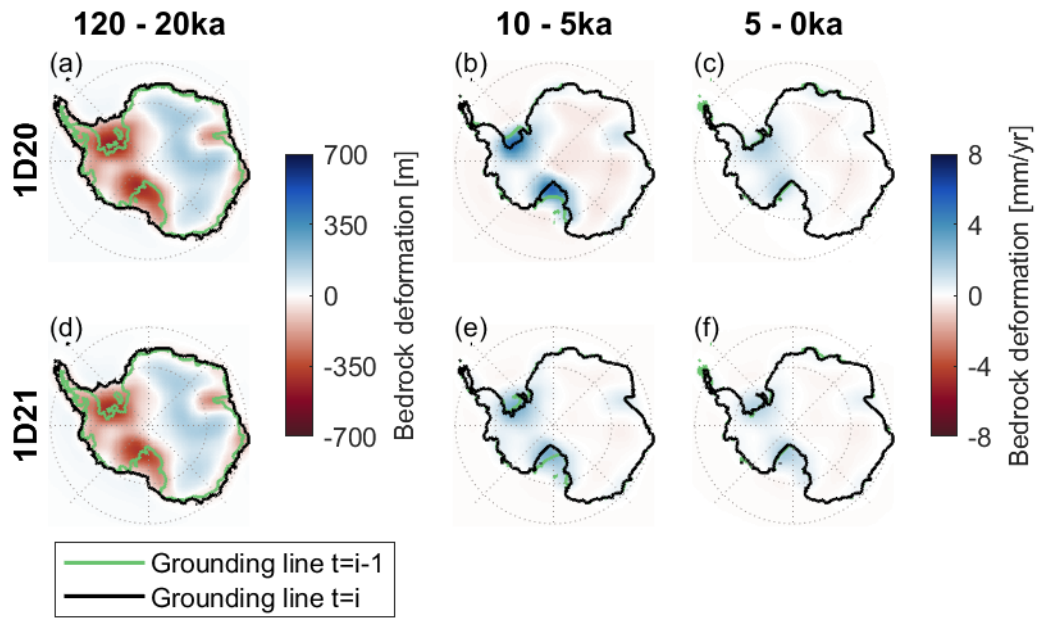 120 - 20ka
10 - 5ka
5 - 0ka
(a)
(b)
(c)
1D20
700
350
0
-350
-700
Bedrock deformation [m]
8
4
0
-4
-8
Bedrock deformation [mm/yr]
(d)
(e)
(f)
1D21
Grounding line t=i-1
Grounding line t=i